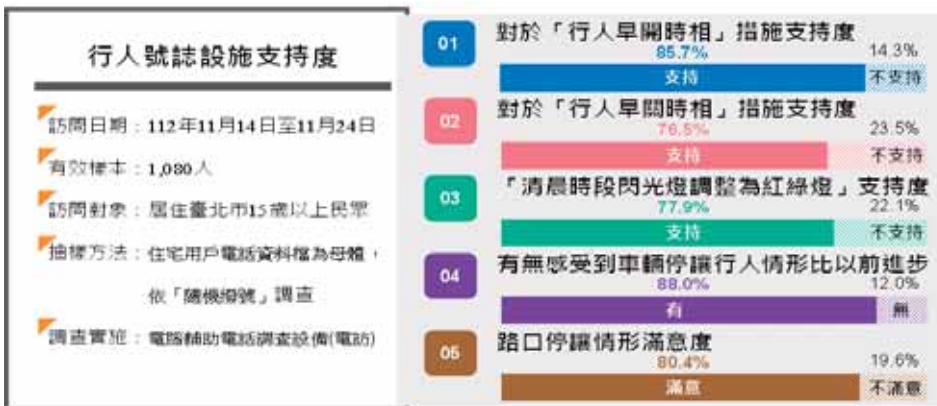 行人號誌設施支持度
訪問日期：112年11月14日至11月24日
有效樣本：1,080人
訪問對象：居住臺北市15歲以上民眾
抽樣方法：住宅用戶電話資料檔為母體，
依「隨機撥號」調查
調查實施：電腦輔助電話調查設備(電訪)
01
對於「行人早開時相」措施支持度
85.7% 14.3%
支持 不支持
02
對於「行人早閉時相」措施支持度
76.5% 23.5%
支持 不支持
03
「清晨時段閃光燈調整為紅綠燈」支持度
77.9% 22.1%
支持 不支持
04
有無感受到車輛停讓行人情形比以前進步
88.0% 12.0%
有 無
05
路口停讓情形滿意度
80.4% 19.6%
滿意 不滿意